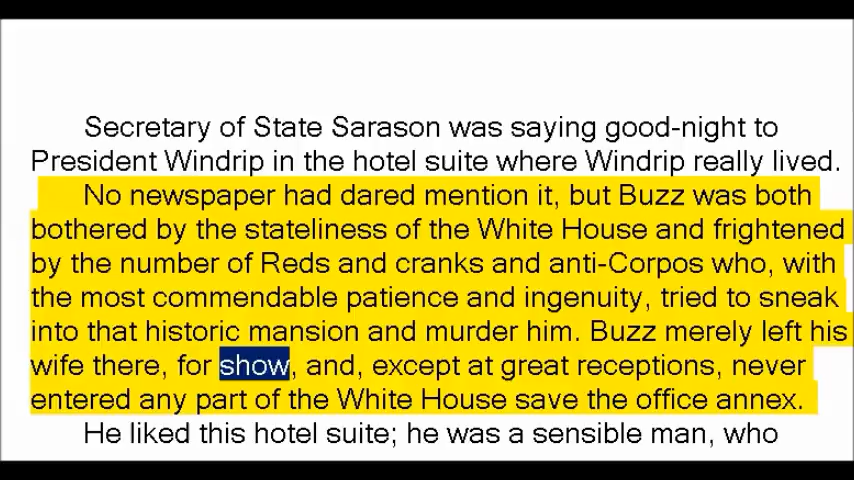 Secretary of State Sarason was saying good-night to
President Windrip in the hotel suite where Windrip really lived.
No newspaper had dared mention it, but Buzz was both
bothered by the stateliness of the White House and frightened
by the number of Reds and cranks and anti-Corpos who, with
the most commendable patience and ingenuity, tried to sneak
into that historic mansion and murder him. Buzz merely left his
wife there, for show, and, except at great receptions, never
entered any part of the White House save the office annex.
He liked this hotel suite; he was a sensible man, who